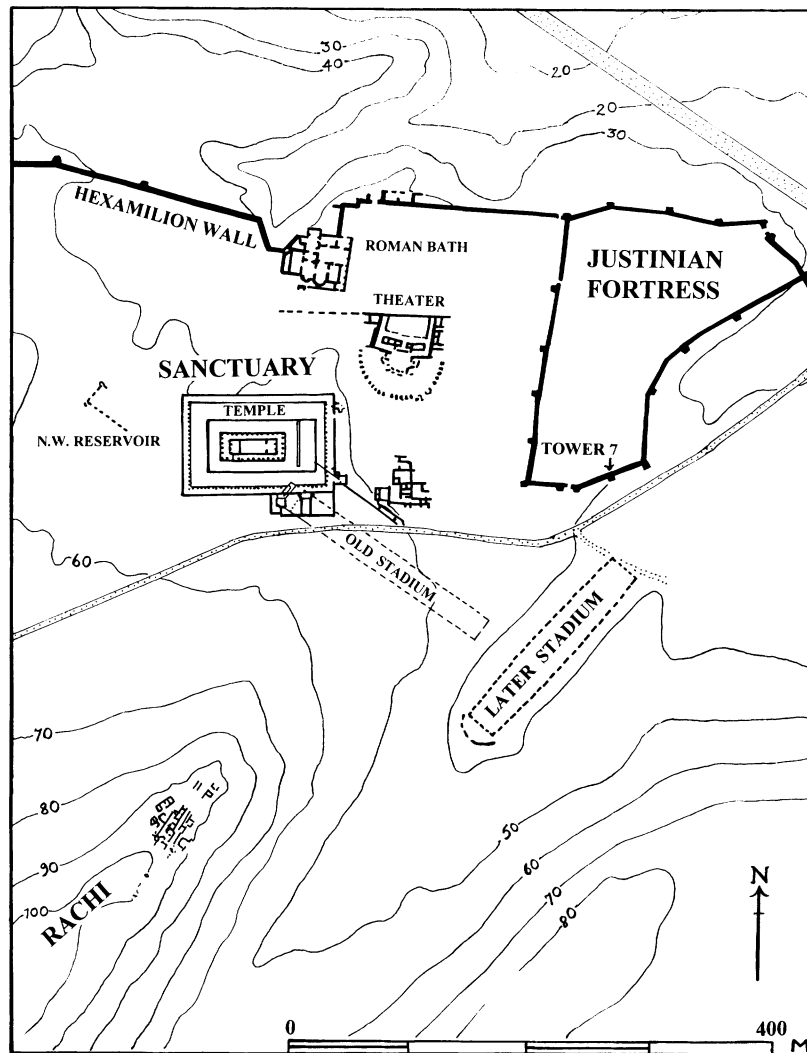 30
40
20
20
30
HEXAMILION WALL
ROMAN BATH
JUSTINIAN
FORTRESS
THEATER
SANCTUARY
TEMPLE
N.W. RESERVOIR
TOWER 7
OLD STADIUM
60
LATER STADIUM
70
80
90
100
RACHI
50
60
70
80
N
0
400
M